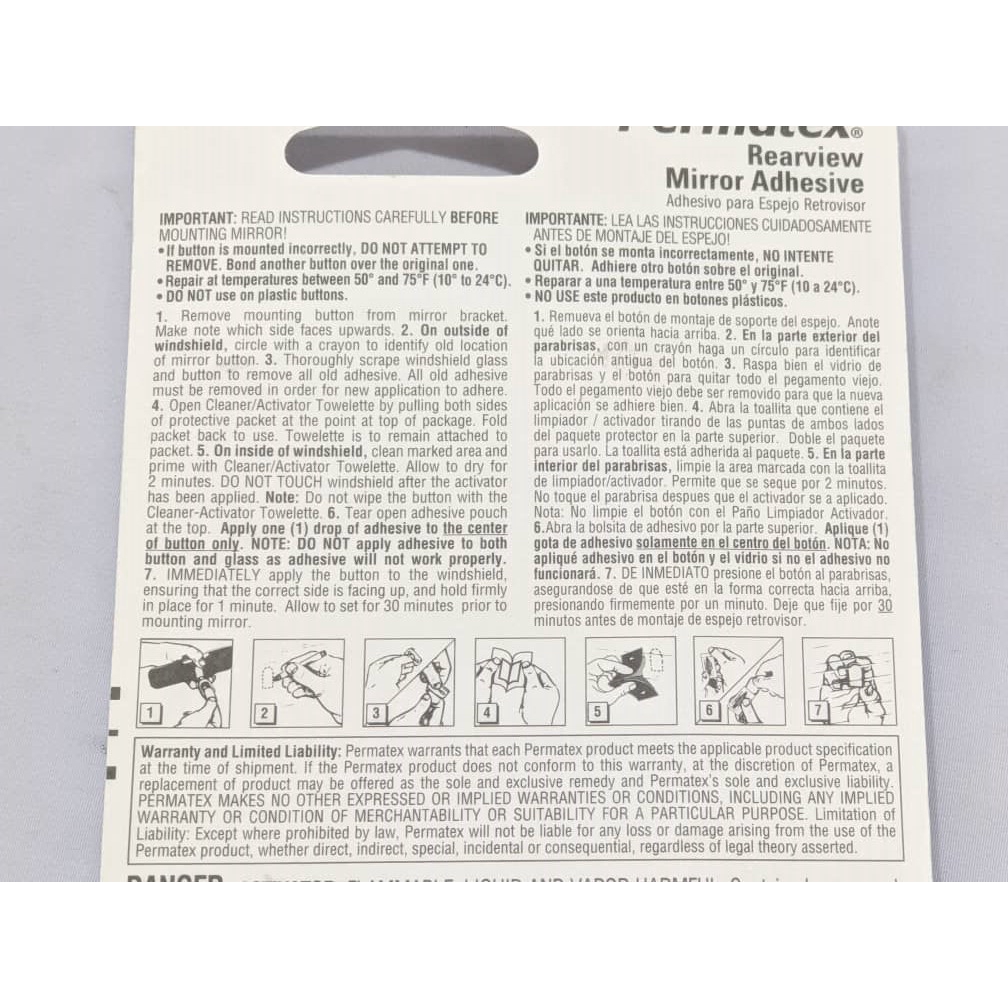 Permatex®
Rearview
Mirror Adhesive
Adhesivo para Espejo Retrovisor
IMPORTANT: READ INSTRUCTIONS CAREFULLY BEFORE
MOUNTING MIRROR!
• If button is mounted incorrectly, DO NOT ATTEMPT TO
REMOVE. Bond another button over the original one.
• Repair at temperatures between 50° and 75°F (10° to 24°C).
• DO NOT use on plastic buttons.
1. Remove mounting button from mirror bracket.
Make note which side faces upwards. 2. On outside of
windshield, circle with a crayon to identify old location
of mirror button. 3. Thoroughly scrape windshield glass
and button to remove all old adhesive. All old adhesive
must be removed in order for new application to adhere.
4. Open Cleaner/Activator Towelette by pulling both sides
of protective packet at the point at top of package. Fold
packet back to use. Towelette is to remain attached to
packet. 5. On inside of windshield, clean marked area and
prime with Cleaner/Activator Towelette. Allow to dry for
2 minutes. DO NOT TOUCH windshield after the activator
has been applied. Note: Do not wipe the button with the
Cleaner-Activator Towelette. 6. Tear open adhesive pouch
at the top. Apply one (1) drop of adhesive to the center
of button only. NOTE: DO NOT apply adhesive to both
button and glass as adhesive will not work properly.
7. IMMEDIATELY apply the button to the windshield,
ensuring that the correct side is facing up, and hold firmly
in place for 1 minute. Allow to set for 30 minutes prior to
mounting mirror.
IMPORTANTE: LEA LAS INSTRUCCIONES CUIDADOSAMENTE
ANTES DE MONTAJE DEL ESPEJO!
• Si el botón se monta incorrectamente, NO INTENTE
QUITAR. Adhiere otro botón sobre el original.
• Reparar a una temperatura entre 50° y 75°F (10 a 24°C).
• NO USE este producto en botones plásticos.
1. Remueva el botón de montaje de soporte del espejo. Anote
qué lado se orienta hacia arriba. 2. En la parte exterior del
parabrisas, con un crayón haga un círculo para identificar
la ubicación antigua del botón. 3. Raspa bien el vidrio de
parabrisas y el botón para quitar todo el pegamento viejo.
Todo el pegamento viejo debe ser removido para que la nueva
aplicación se adhiere bien. 4. Abra la toallita que contiene el
limpiador / activador tirando de las puntas de ambos lados
del paquete protector en la parte superior. Doble el paquete
para usarlo. La toallita está adherida al paquete. 5. En la parte
interior del parabrisas, limpie la area marcada con la toallita
de limpiador/activador. Permite que se seque por 2 minutos.
No toque el parabrisa despues que el activador se a aplicado.
Nota: No limpie el botón con el Paño Limpiador Activador.
6.Abra la bolsita de adhesivo por la parte superior. Aplique (1)
gota de adhesivo solamente en el centro del botón. NOTA: No
apliqué adhesivo en el botón y el vidrio si no el adhesivo no
funcionará. 7. DE INMEDIATO presione el botón al parabrisas,
asegurandose de que esté en la forma correcta hacia arriba,
presionando firmemente por un minuto. Deje que fije por 30
minutos antes de montaje de espejo retrovisor.
1 2 3 4 5 6 7
Warranty and Limited Liability: Permatex warrants that each Permatex product meets the applicable product specification
at the time of shipment. If the Permatex product does not conform to this warranty, at the discretion of Permatex, a
replacement of product may be offered as the sole and exclusive remedy and Permatex's sole and exclusive liability.
PERMATEX MAKES NO OTHER EXPRESSED OR IMPLIED WARRANTIES OR CONDITIONS, INCLUDING ANY IMPLIED
WARRANTY OR CONDITION OF MERCHANTABILITY OR SUITABILITY FOR A PARTICULAR PURPOSE. Limitation of
Liability: Except where prohibited by law, Permatex will not be liable for any loss or damage arising from the use of the
Permatex product, whether direct, indirect, special, incidental or consequential, regardless of legal theory asserted.
DANGER ACTIVATOR: FLAMMABLE LIQUID AND VAPOR HARMFUL